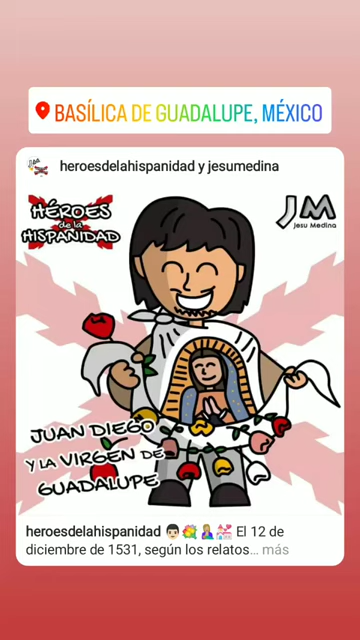 BASÍLICA DE GUADALUPE, MÉXICO
heroesdelahispanidad y jesumedina
HÉROES
de la
HISPANIDAD
JM
Jesu Medina
JUAN DIEGO
Y LA VIRGEN DE
GUADALUPE
heroesdelahispanidad 👨🏻💐🤱🏼💒 El 12 de
diciembre de 1531, según los relatos... más